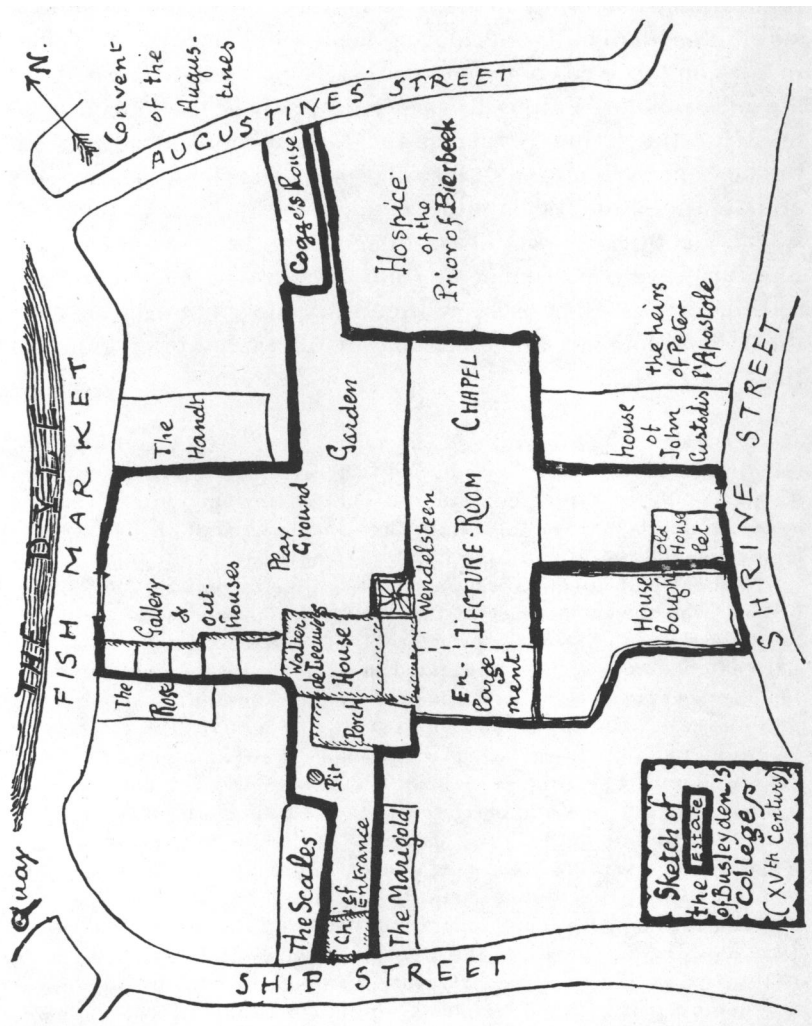 N.
Convent
of the
Augus-
tines
AUGUSTINES STREET
Quay
THE DYLE
FISH MARKET
The
Handt
Cogge's house
Hospice
of the
Prior of Bierbeek
Garden
Play
Ground
Gallery
&
Out-
houses
The
Rose
Walter
de Leeuw's
House
Porch
Pit
Wendelsteen
LECTURE-ROOM
CHAPEL
En-
large
ment
The Scales
Chief
Entrance
The Marigold
SHIP STREET
house
of
John
Custodis
the heirs
of Peter
l'Apostole
Old
House
let
House
Bought
SHRINE STREET
Sketch of
the ESTATE
of Busleyden's
College
(XVth Century)